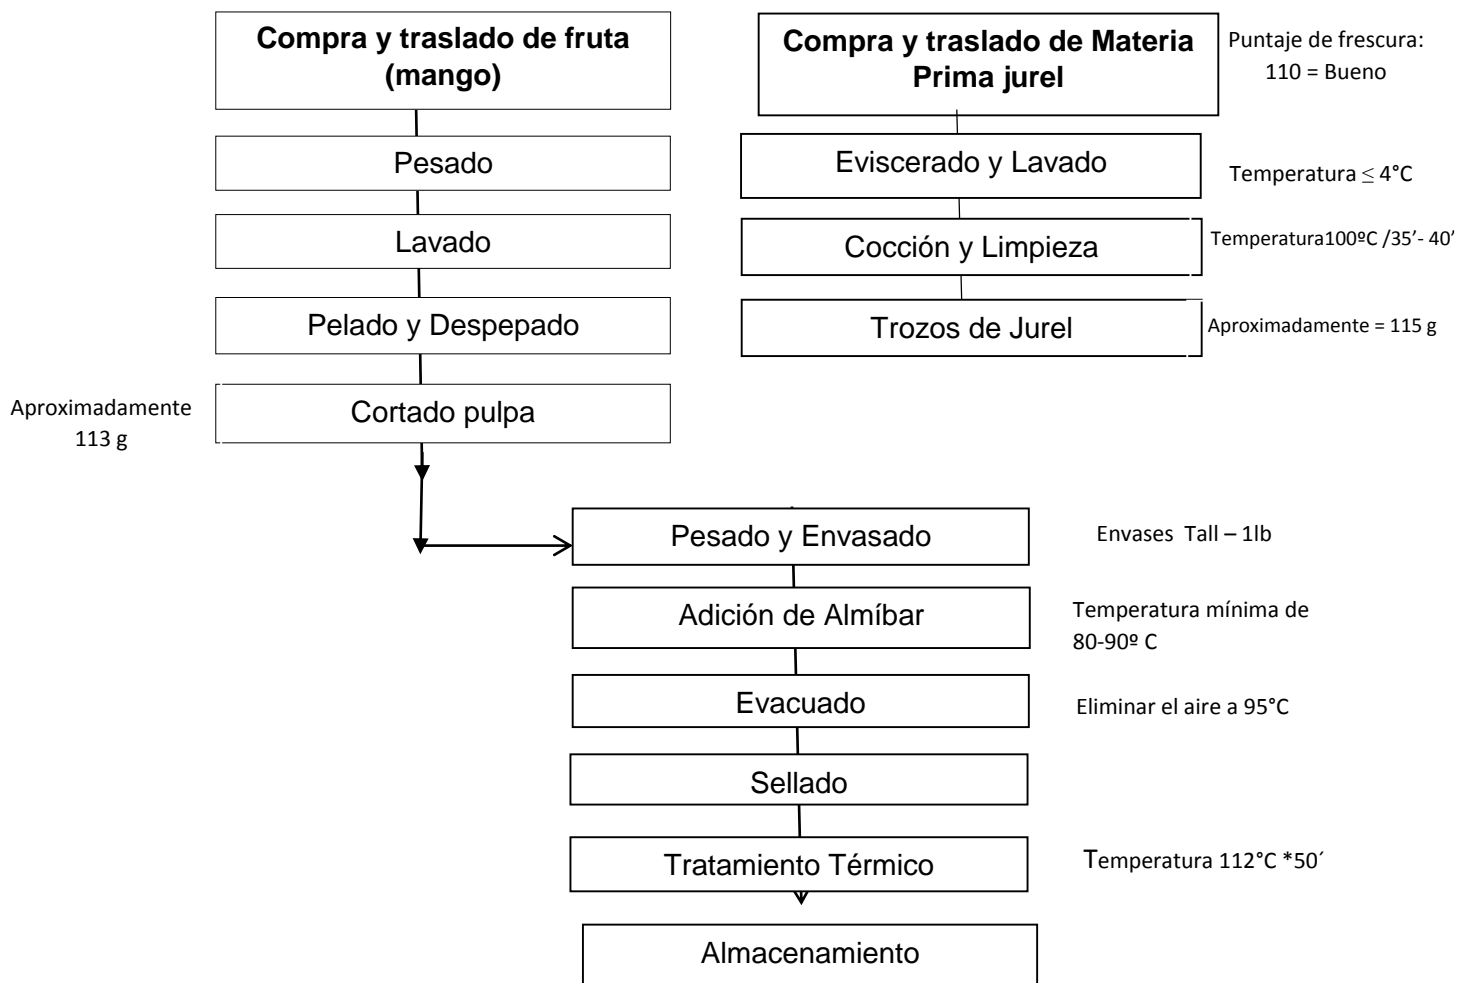 Compra y traslado de fruta
(mango)
Pesado
Lavado
Pelado y Despepado
Cortado pulpa
Aproximadamente
113 g
Compra y traslado de Materia
Prima jurel
Puntaje de frescura:
110 = Bueno
Eviscerado y Lavado
Temperatura ≤ 4°C
Cocción y Limpieza
Temperatura100ºC /35’- 40’
Trozos de Jurel
Aproximadamente = 115 g
Pesado y Envasado
Envases Tall – 1lb
Adición de Almíbar
Temperatura mínima de
80-90º C
Evacuado
Eliminar el aire a 95°C
Sellado
Tratamiento Térmico
Temperatura 112°C *50´
Almacenamiento